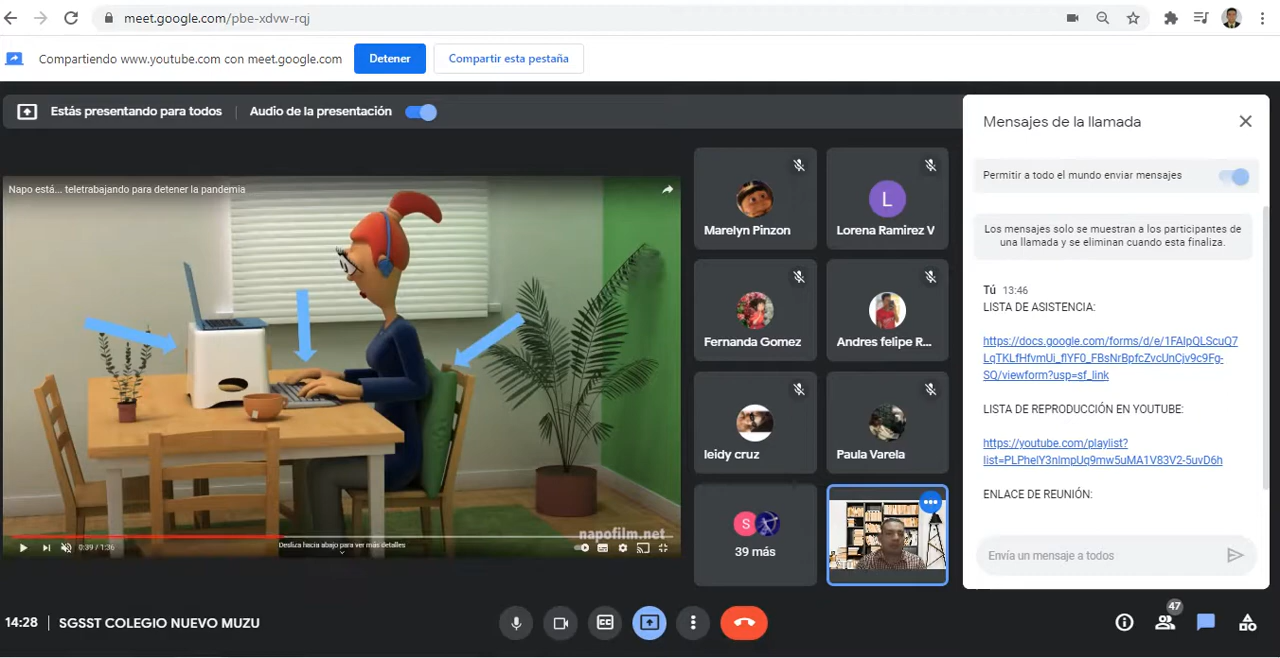 meet.google.com/pbe-xdvw-rqj
Compartiendo www.youtube.com con meet.google.com
Detener
Compartir esta pestaña
Estás presentando para todos
Audio de la presentación
Napo está... teletrabajando para detener la pandemia
napofilm.net
Desliza hacia abajo para ver más detalles
0:39 / 1:36
Marelyn Pinzon
L
Lorena Ramirez V
Fernanda Gomez
Andres felipe R...
leidy cruz
Paula Varela
S
39 más
Mensajes de la llamada
Permitir a todo el mundo enviar mensajes
Los mensajes solo se muestran a los participantes de
una llamada y se eliminan cuando esta finaliza.
Tú 13:46
LISTA DE ASISTENCIA:
https://docs.google.com/forms/d/e/1FAIpQLScuQ7
LqTKLfHfvmUi_flYF0_FBsNrBpfcZvcUnCjv9c9Fg-
SQ/viewform?usp=sf_link
LISTA DE REPRODUCCIÓN EN YOUTUBE:
https://youtube.com/playlist?
list=PLPhelY3nlmpUq9mw5uMA1V83V2-5uvD6h
ENLACE DE REUNIÓN:
Envía un mensaje a todos
14:28
SGSST COLEGIO NUEVO MUZU
47